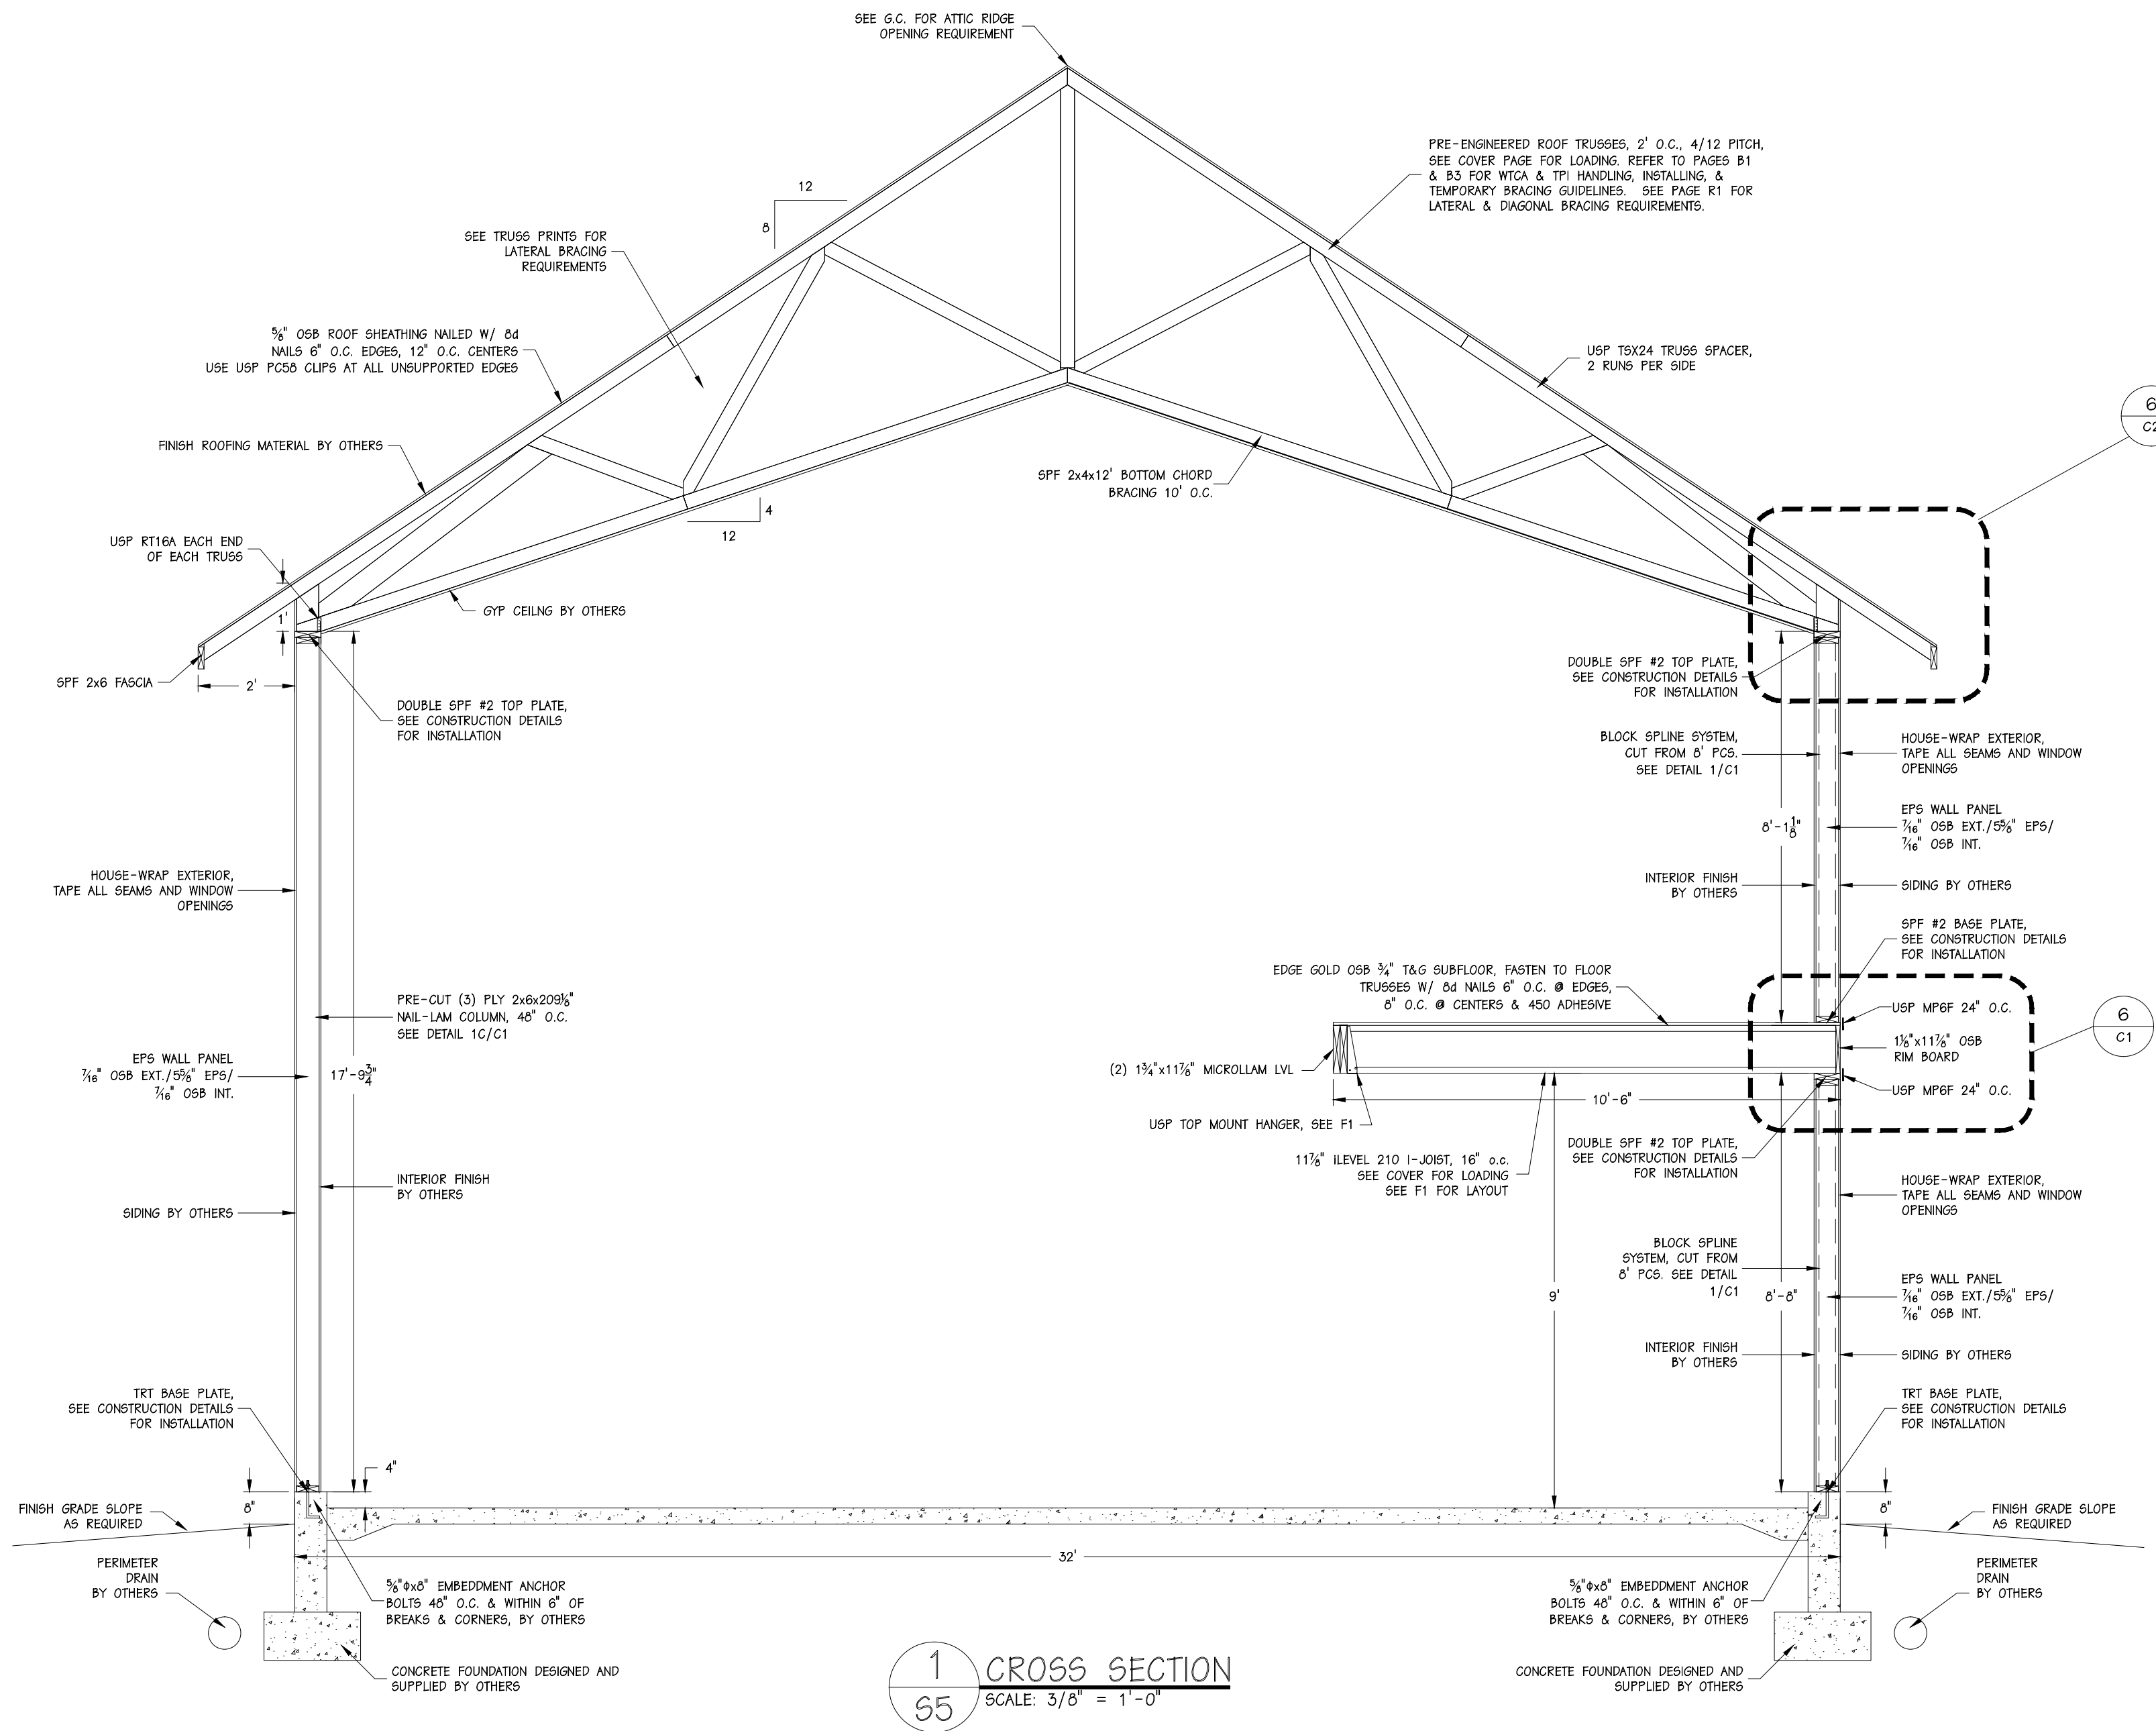 SEE G.C. FOR ATTIC RIDGE
OPENING REQUIREMENT
PRE-ENGINEERED ROOF TRUSSES, 2' O.C., 4/12 PITCH,
SEE COVER PAGE FOR LOADING. REFER TO PAGES B1
& B3 FOR WTCA & TPI HANDLING, INSTALLING, &
TEMPORARY BRACING GUIDELINES. SEE PAGE R1 FOR
LATERAL & DIAGONAL BRACING REQUIREMENTS.
12
8
SEE TRUSS PRINTS FOR
LATERAL BRACING
REQUIREMENTS
⅝" OSB ROOF SHEATHING NAILED W/ 8d
NAILS 6" O.C. EDGES, 12" O.C. CENTERS
USE USP PC58 CLIPS AT ALL UNSUPPORTED EDGES
USP TSX24 TRUSS SPACER,
2 RUNS PER SIDE
6
C2
FINISH ROOFING MATERIAL BY OTHERS
SPF 2x4x12' BOTTOM CHORD
BRACING 10' O.C.
4
12
USP RT16A EACH END
OF EACH TRUSS
1'
GYP CEILNG BY OTHERS
SPF 2x6 FASCIA
2'
DOUBLE SPF #2 TOP PLATE,
SEE CONSTRUCTION DETAILS
FOR INSTALLATION
DOUBLE SPF #2 TOP PLATE,
SEE CONSTRUCTION DETAILS
FOR INSTALLATION
BLOCK SPLINE SYSTEM,
CUT FROM 8' PCS.
SEE DETAIL 1/C1
HOUSE-WRAP EXTERIOR,
TAPE ALL SEAMS AND WINDOW
OPENINGS
8'-1⅛"
EPS WALL PANEL
⁷⁄₁₆" OSB EXT./5⅝" EPS/
⁷⁄₁₆" OSB INT.
HOUSE-WRAP EXTERIOR,
TAPE ALL SEAMS AND WINDOW
OPENINGS
INTERIOR FINISH
BY OTHERS
SIDING BY OTHERS
SPF #2 BASE PLATE,
SEE CONSTRUCTION DETAILS
FOR INSTALLATION
EDGE GOLD OSB ¾" T&G SUBFLOOR, FASTEN TO FLOOR
TRUSSES W/ 8d NAILS 6" O.C. @ EDGES,
8" O.C. @ CENTERS & 450 ADHESIVE
PRE-CUT (3) PLY 2x6x209⅛"
NAIL-LAM COLUMN, 48" O.C.
SEE DETAIL 1C/C1
USP MP6F 24" O.C.
6
C1
1⅛"x11⅞" OSB
RIM BOARD
EPS WALL PANEL
⁷⁄₁₆" OSB EXT./5⅝" EPS/
⁷⁄₁₆" OSB INT.
17'-9¾"
(2) 1¾"x11⅞" MICROLLAM LVL
USP MP6F 24" O.C.
10'-6"
USP TOP MOUNT HANGER, SEE F1
DOUBLE SPF #2 TOP PLATE,
SEE CONSTRUCTION DETAILS
FOR INSTALLATION
11⅞" iLEVEL 210 I-JOIST, 16" o.c.
SEE COVER FOR LOADING
SEE F1 FOR LAYOUT
INTERIOR FINISH
BY OTHERS
HOUSE-WRAP EXTERIOR,
TAPE ALL SEAMS AND WINDOW
OPENINGS
SIDING BY OTHERS
BLOCK SPLINE
SYSTEM, CUT FROM
8' PCS. SEE DETAIL
1/C1
9'
8'-8"
EPS WALL PANEL
⁷⁄₁₆" OSB EXT./5⅝" EPS/
⁷⁄₁₆" OSB INT.
INTERIOR FINISH
BY OTHERS
SIDING BY OTHERS
TRT BASE PLATE,
SEE CONSTRUCTION DETAILS
FOR INSTALLATION
TRT BASE PLATE,
SEE CONSTRUCTION DETAILS
FOR INSTALLATION
4"
8"
8"
FINISH GRADE SLOPE
AS REQUIRED
FINISH GRADE SLOPE
AS REQUIRED
32'
PERIMETER
DRAIN
BY OTHERS
PERIMETER
DRAIN
BY OTHERS
⅝"ϕx8" EMBEDDMENT ANCHOR
BOLTS 48" O.C. & WITHIN 6" OF
BREAKS & CORNERS, BY OTHERS
⅝"ϕx8" EMBEDDMENT ANCHOR
BOLTS 48" O.C. & WITHIN 6" OF
BREAKS & CORNERS, BY OTHERS
CONCRETE FOUNDATION DESIGNED AND
SUPPLIED BY OTHERS
CONCRETE FOUNDATION DESIGNED AND
SUPPLIED BY OTHERS
1
S5
CROSS SECTION
SCALE: 3/8" = 1'-0"